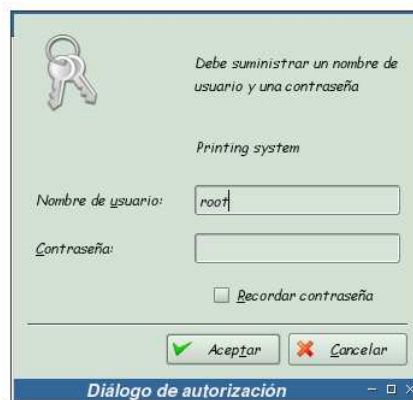 Debe suministrar un nombre de
usuario y una contraseña
Printing system
Nombre de usuario: root
Contraseña:
Recordar contraseña
Aceptar Cancelar
Diálogo de autorización